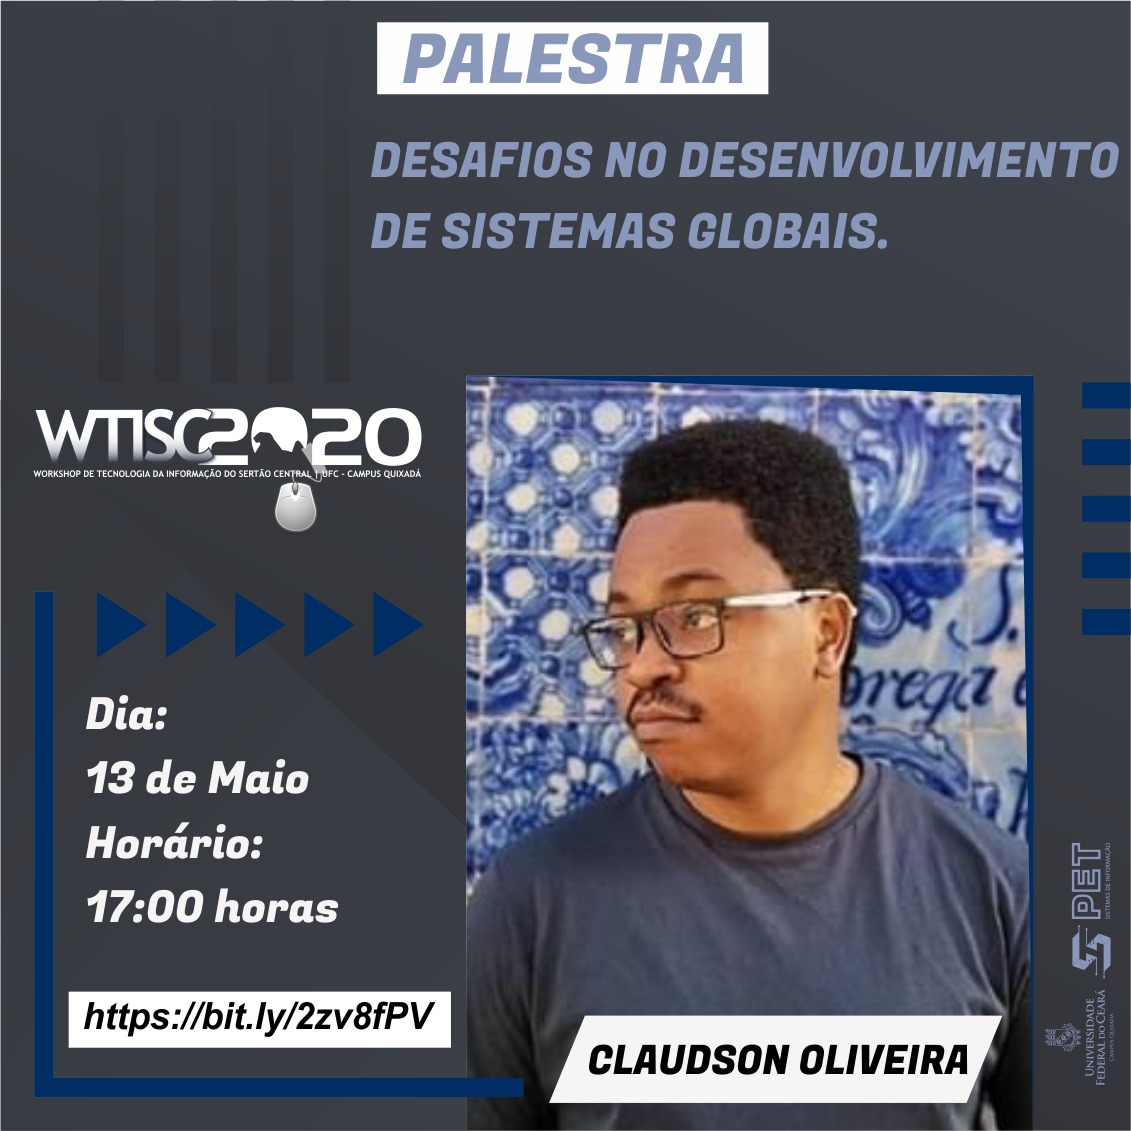 PALESTRA
DESAFIOS NO DESENVOLVIMENTO
DE SISTEMAS GLOBAIS.
WTISC2020
WORKSHOP DE TECNOLOGIA DA INFORMAÇÃO DO SERTÃO CENTRAL | UFC - CAMPUS QUIXADÁ
Dia:
13 de Maio
Horário:
17:00 horas
https://bit.ly/2zv8fPV
CLAUDSON OLIVEIRA
PET
SISTEMAS DE INFORMAÇÃO
UNIVERSIDADE
FEDERAL DO CEARÁ
CAMPUS QUIXADÁ